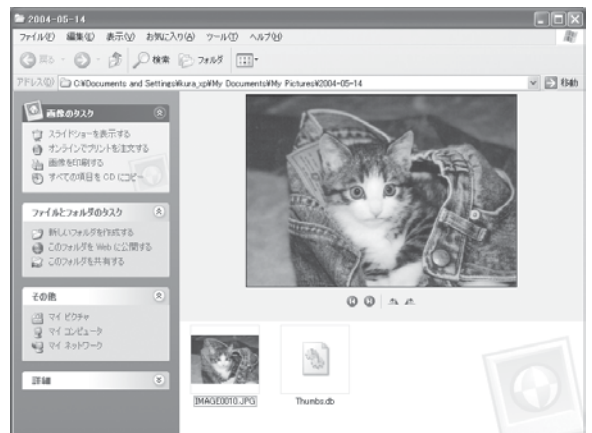 2004-05-14
ファイル(F) 編集(E) 表示(V) お気に入り(A) ツール(T) ヘルプ(H)
戻る 検索 フォルダ
アドレス(D) C:¥Documents and Settings¥kura_xp¥My Documents¥My Pictures¥2004-05-14 移動
画像のタスク
スライドショーを表示する
オンラインでプリントを注文する
画像を印刷する
すべての項目を CD にコピー
ファイルとフォルダのタスク
新しいフォルダを作成する
このフォルダを Web に公開する
このフォルダを共有する
その他
マイ ピクチャ
マイ コンピュータ
マイ ネットワーク
詳細
IMAGE0010.JPG Thumbs.db